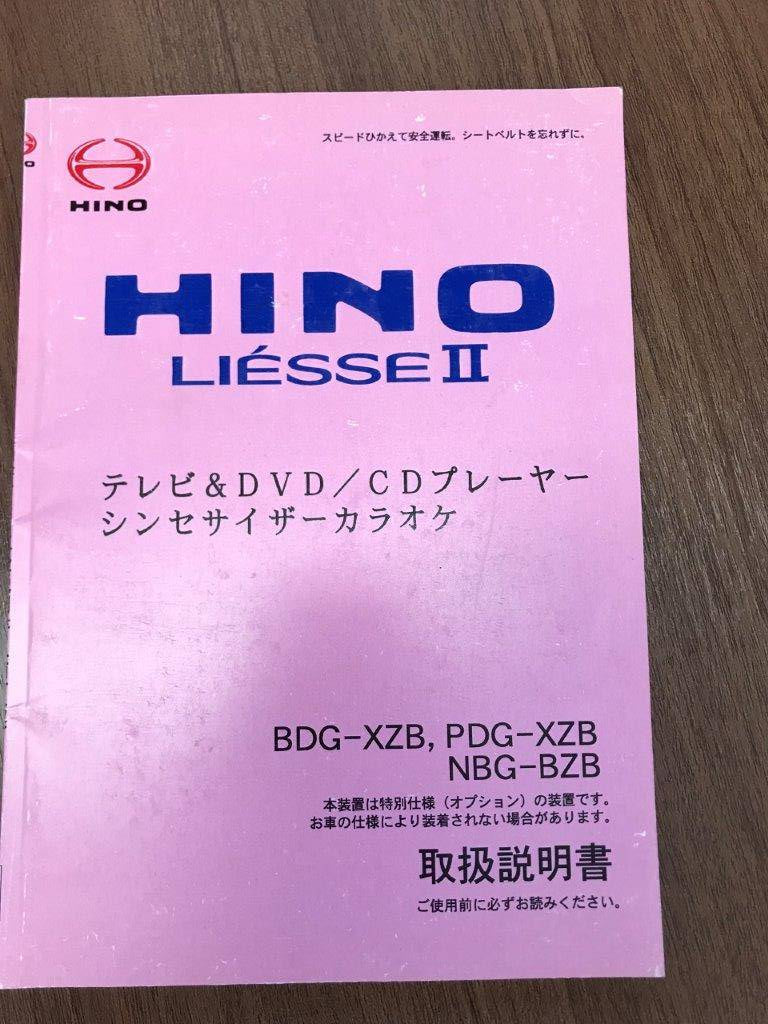 スピードひかえて安全運転。シートベルトを忘れずに、
HINO
HINO
LIÉSSE II
テレビ＆ＤＶＤ／ＣＤプレーヤー
シンセサイザーカラオケ
BDG-XZB, PDG-XZB
NBG-BZB
本装置は特別仕様（オプション）の装置です。
お車の仕様により装着されない場合があります。
取扱説明書
ご使用前に必ずお読みください。